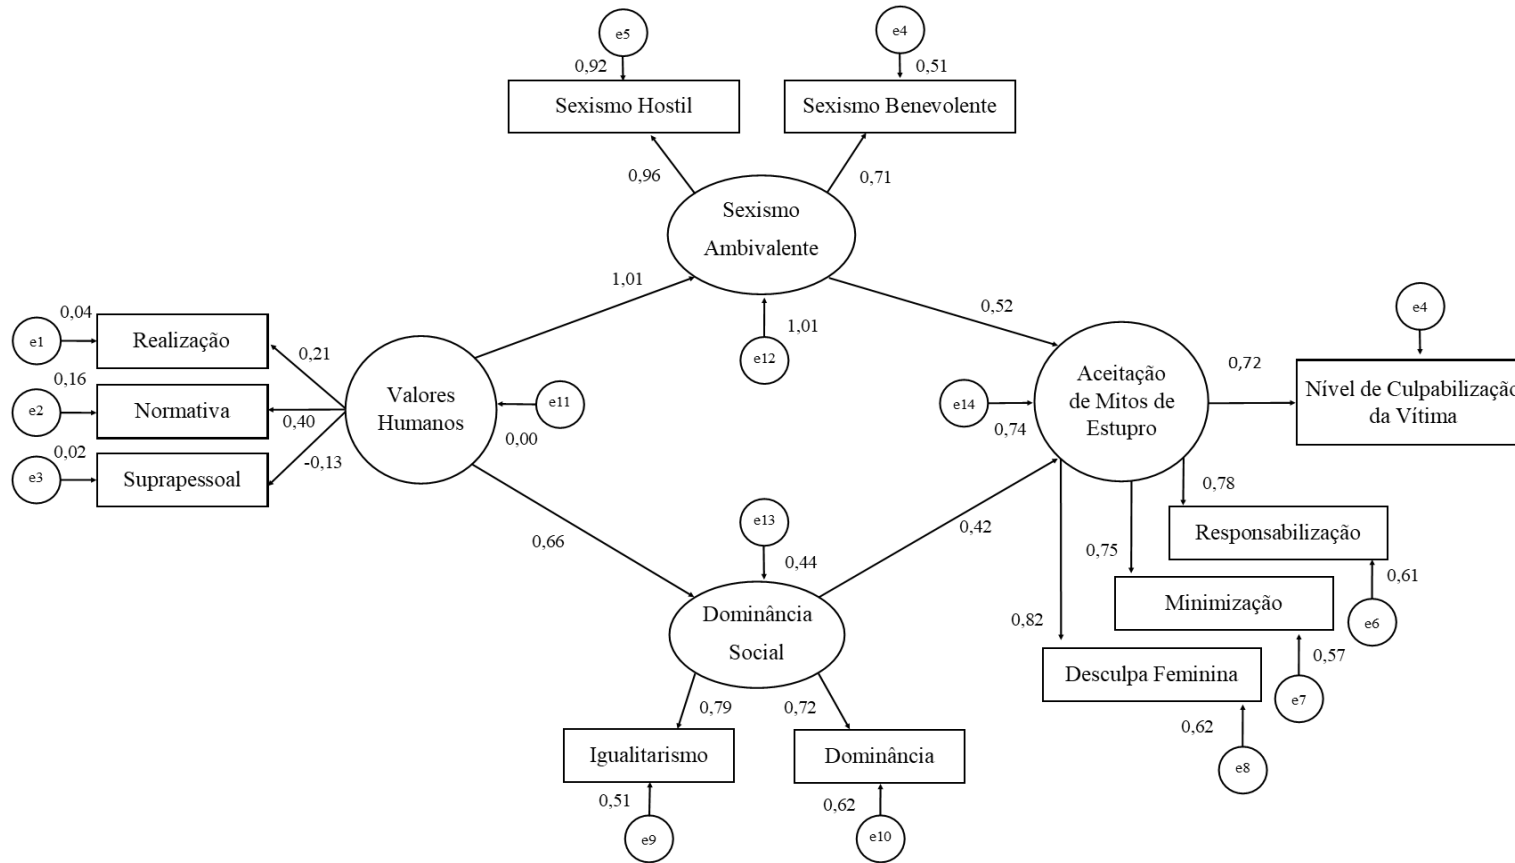 e5
e4
0,92
0,51
Sexismo Hostil
Sexismo Benevolente
0,96
0,71
Sexismo
Ambivalente
1,01
0,52
e12
1,01
e1
0,04
Realização
0,21
e2
0,16
Normativa
0,40
e3
0,02
Suprapessoal
-0,13
Valores
Humanos
e11
0,00
e14
0,74
Aceitação
de Mitos de
Estupro
0,72
e4
Nível de Culpabilização
da Vítima
0,66
e13
0,44
0,42
Dominância
Social
0,79
0,72
Igualitarismo
Dominância
0,51
0,62
e9
e10
0,78
Responsabilização
0,61
e6
0,75
Minimização
0,57
e7
0,82
Desculpa Feminina
0,62
e8